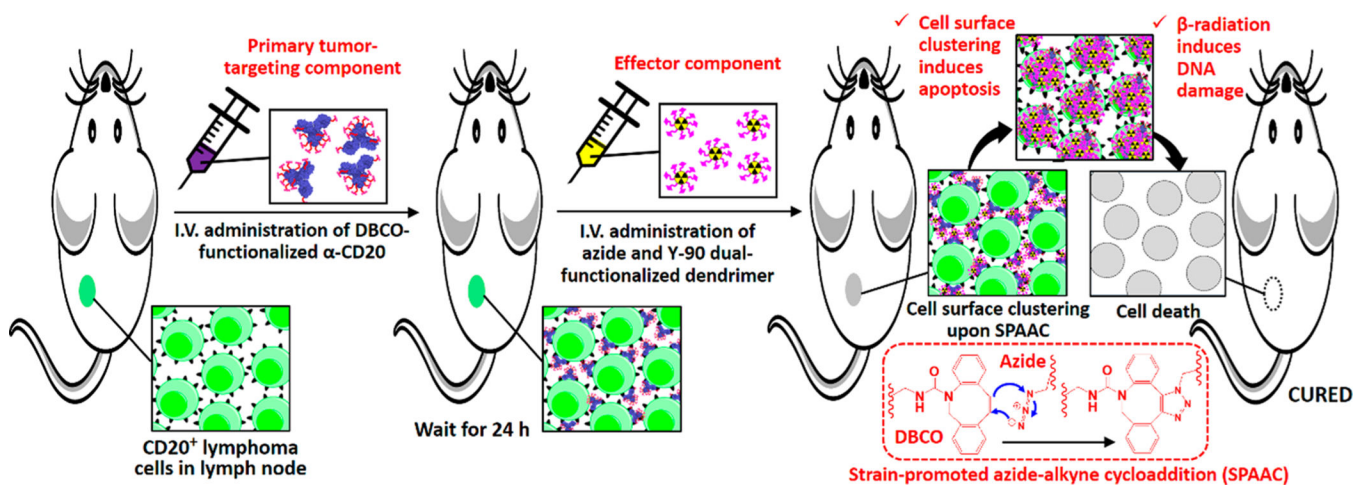 Primary tumor-
targeting component
I.V. administration of DBCO-
functionalized α-CD20
CD20⁺ lymphoma
cells in lymph node
Effector component
I.V. administration of
azide and Y-90 dual-
functionalized dendrimer
Wait for 24 h
✓ Cell surface
clustering
induces
apoptosis
✓ β-radiation
induces
DNA
damage
Cell surface clustering
upon SPAAC
Cell death
CURED
Azide
O
N
H
N
N
N
N
DBCO
O
N
H
N
N
N
N
Strain-promoted azide-alkyne cycloaddition (SPAAC)